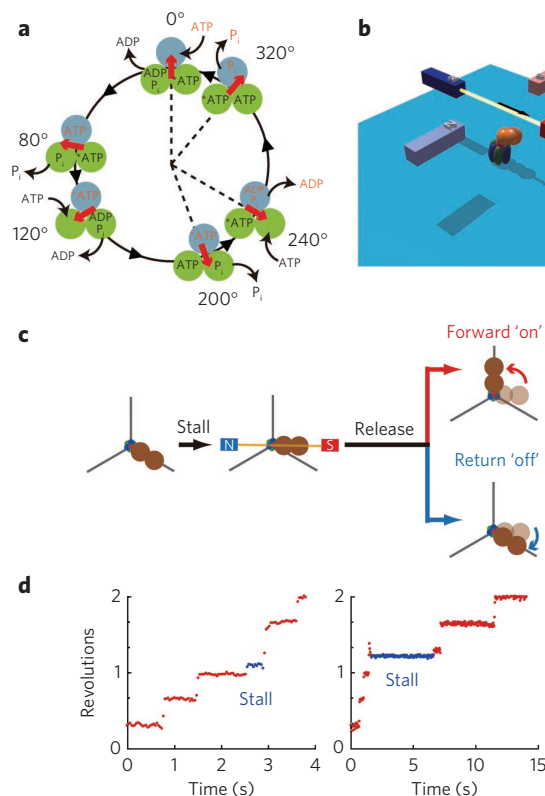 a
b
0°
ADP
ATP
Pi
320°
ADP
Pi
*ATP
P
*ATP
ATP
80°
ATP
Pi
*ATP
Pi
ATP
120°
*ATP
ADP
Pi
ADP
200°
*ATP
ATP
Pi
Pi
240°
ADP
P
*ATP
ADP
ATP
N
c
Stall
N
S
Release
Forward ‘on’
Return ‘off’
d
Revolutions
2
1
0
0
1
2
3
4
Stall
Time (s)
2
1
0
0
5
10
15
Stall
Time (s)